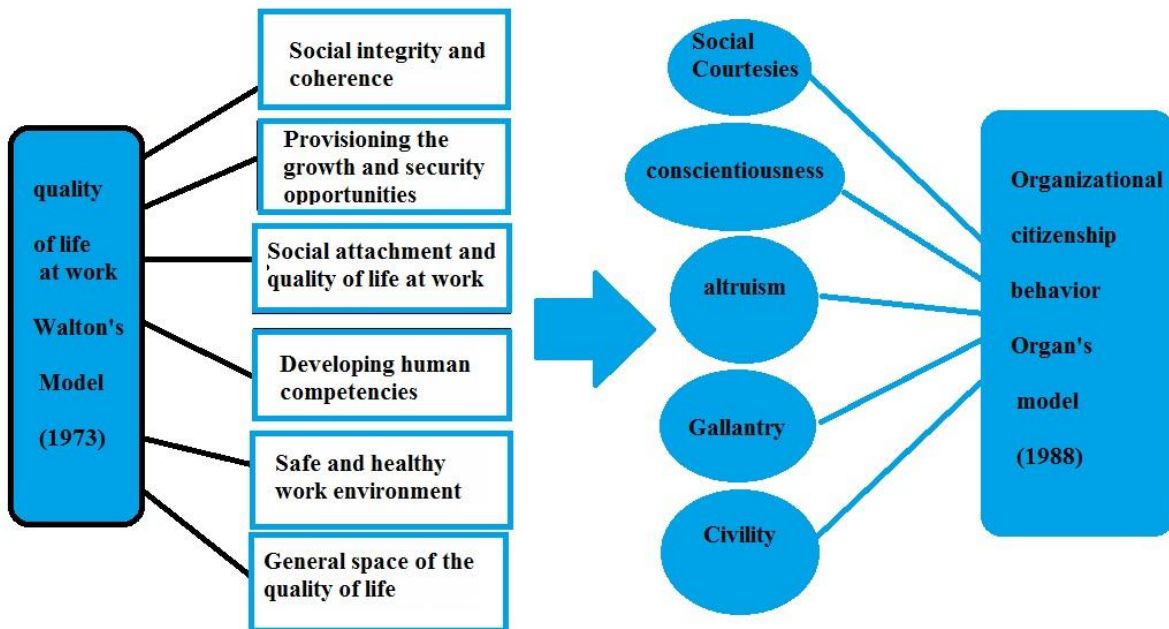 quality
of life
at work
Walton's
Model
(1973)
Social integrity and
coherence
Provisioning the
growth and security
opportunities
Social attachment and
quality of life at work
Developing human
competencies
Safe and healthy
work environment
General space of the
quality of life
Social
Courtesies
conscientiousness
altruism
Gallantry
Civility
Organizational
citizenship
behavior
Organ's
model
(1988)